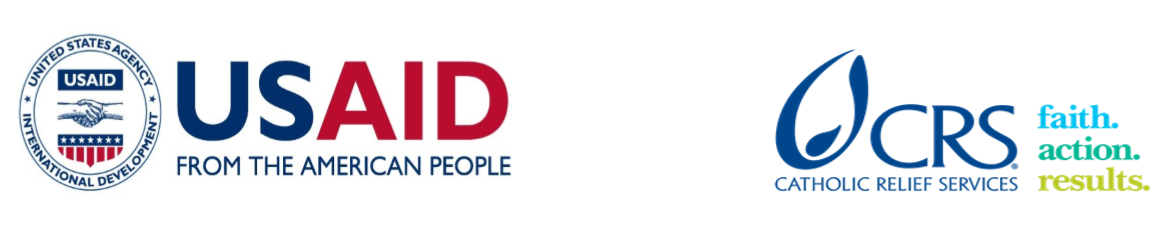 UNITED STATES AGENCY
USAID
INTERNATIONAL DEVELOPMENT
USAID
FROM THE AMERICAN PEOPLE
CRS®
CATHOLIC RELIEF SERVICES
faith.
action.
results.